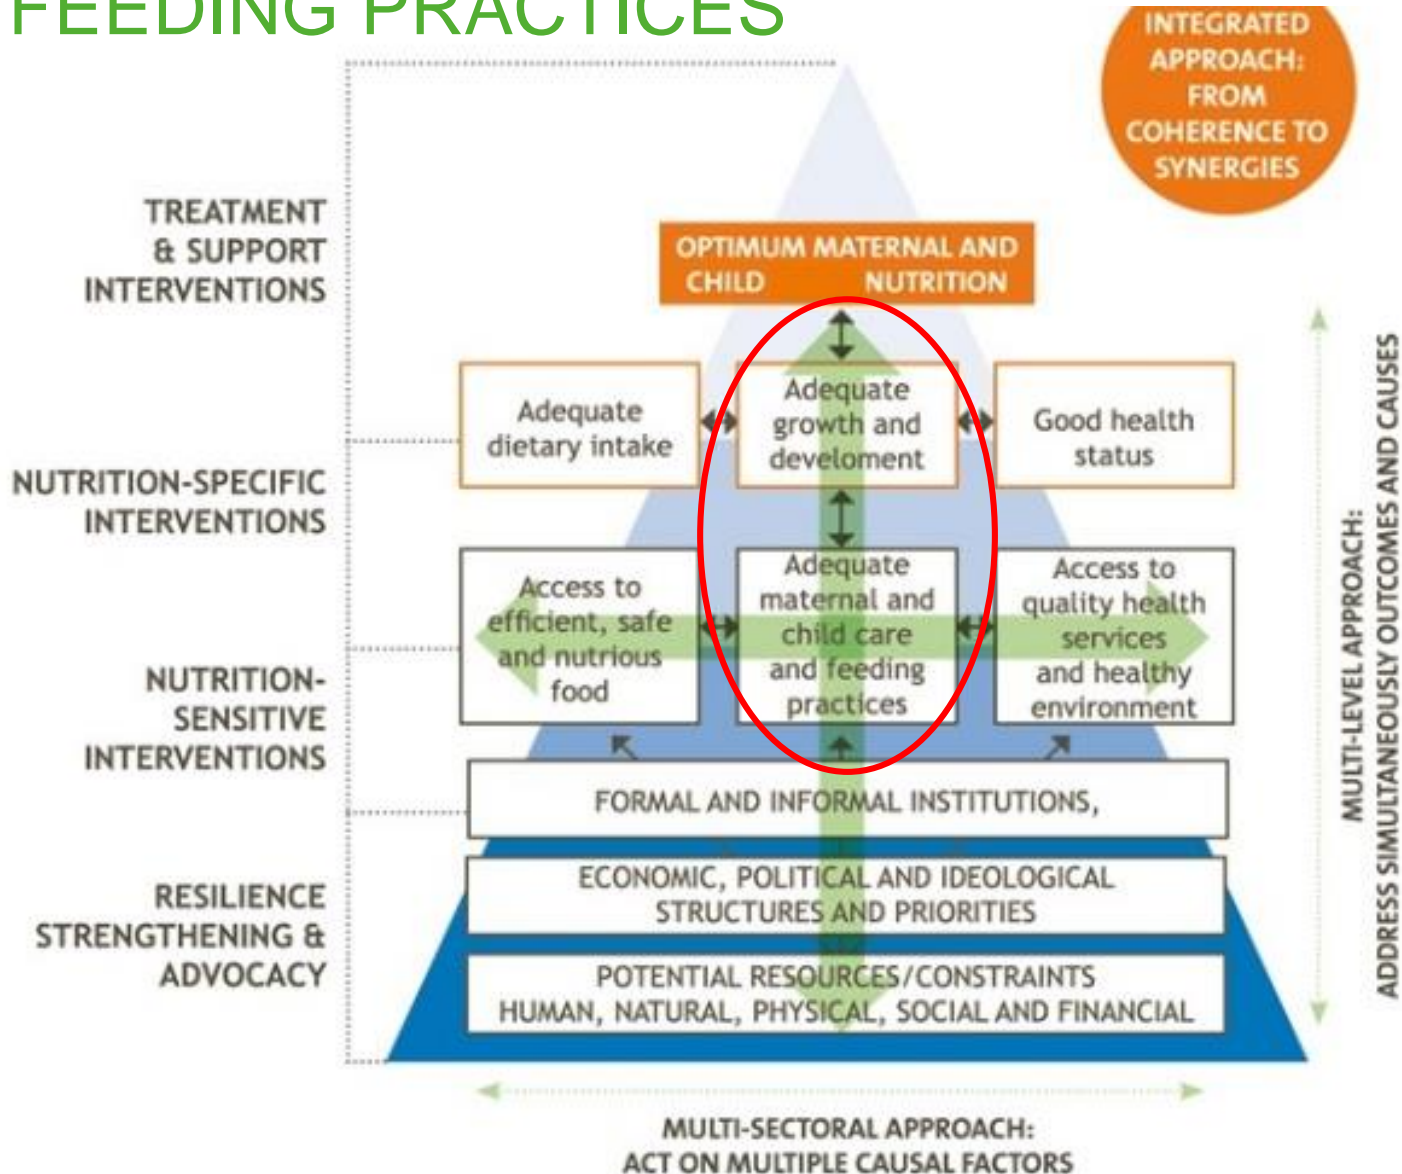 FEEDING PRACTICES
INTEGRATED
APPROACH:
FROM
COHERENCE TO
SYNERGIES
TREATMENT
& SUPPORT
INTERVENTIONS
OPTIMUM MATERNAL AND
CHILD NUTRITION
Adequate
dietary intake
Adequate
growth and
develoment
Good health
status
NUTRITION-SPECIFIC
INTERVENTIONS
Access to
efficient, safe
and nutrious
food
Adequate
maternal and
child care
and feeding
practices
Access to
quality health
services
and healthy
environment
NUTRITION-
SENSITIVE
INTERVENTIONS
FORMAL AND INFORMAL INSTITUTIONS,
ECONOMIC, POLITICAL AND IDEOLOGICAL
STRUCTURES AND PRIORITIES
RESILIENCE
STRENGTHENING &
ADVOCACY
POTENTIAL RESOURCES/CONSTRAINTS
HUMAN, NATURAL, PHYSICAL, SOCIAL AND FINANCIAL
MULTI-LEVEL APPROACH:
ADDRESS SIMULTANEOUSLY OUTCOMES AND CAUSES
MULTI-SECTORAL APPROACH:
ACT ON MULTIPLE CAUSAL FACTORS